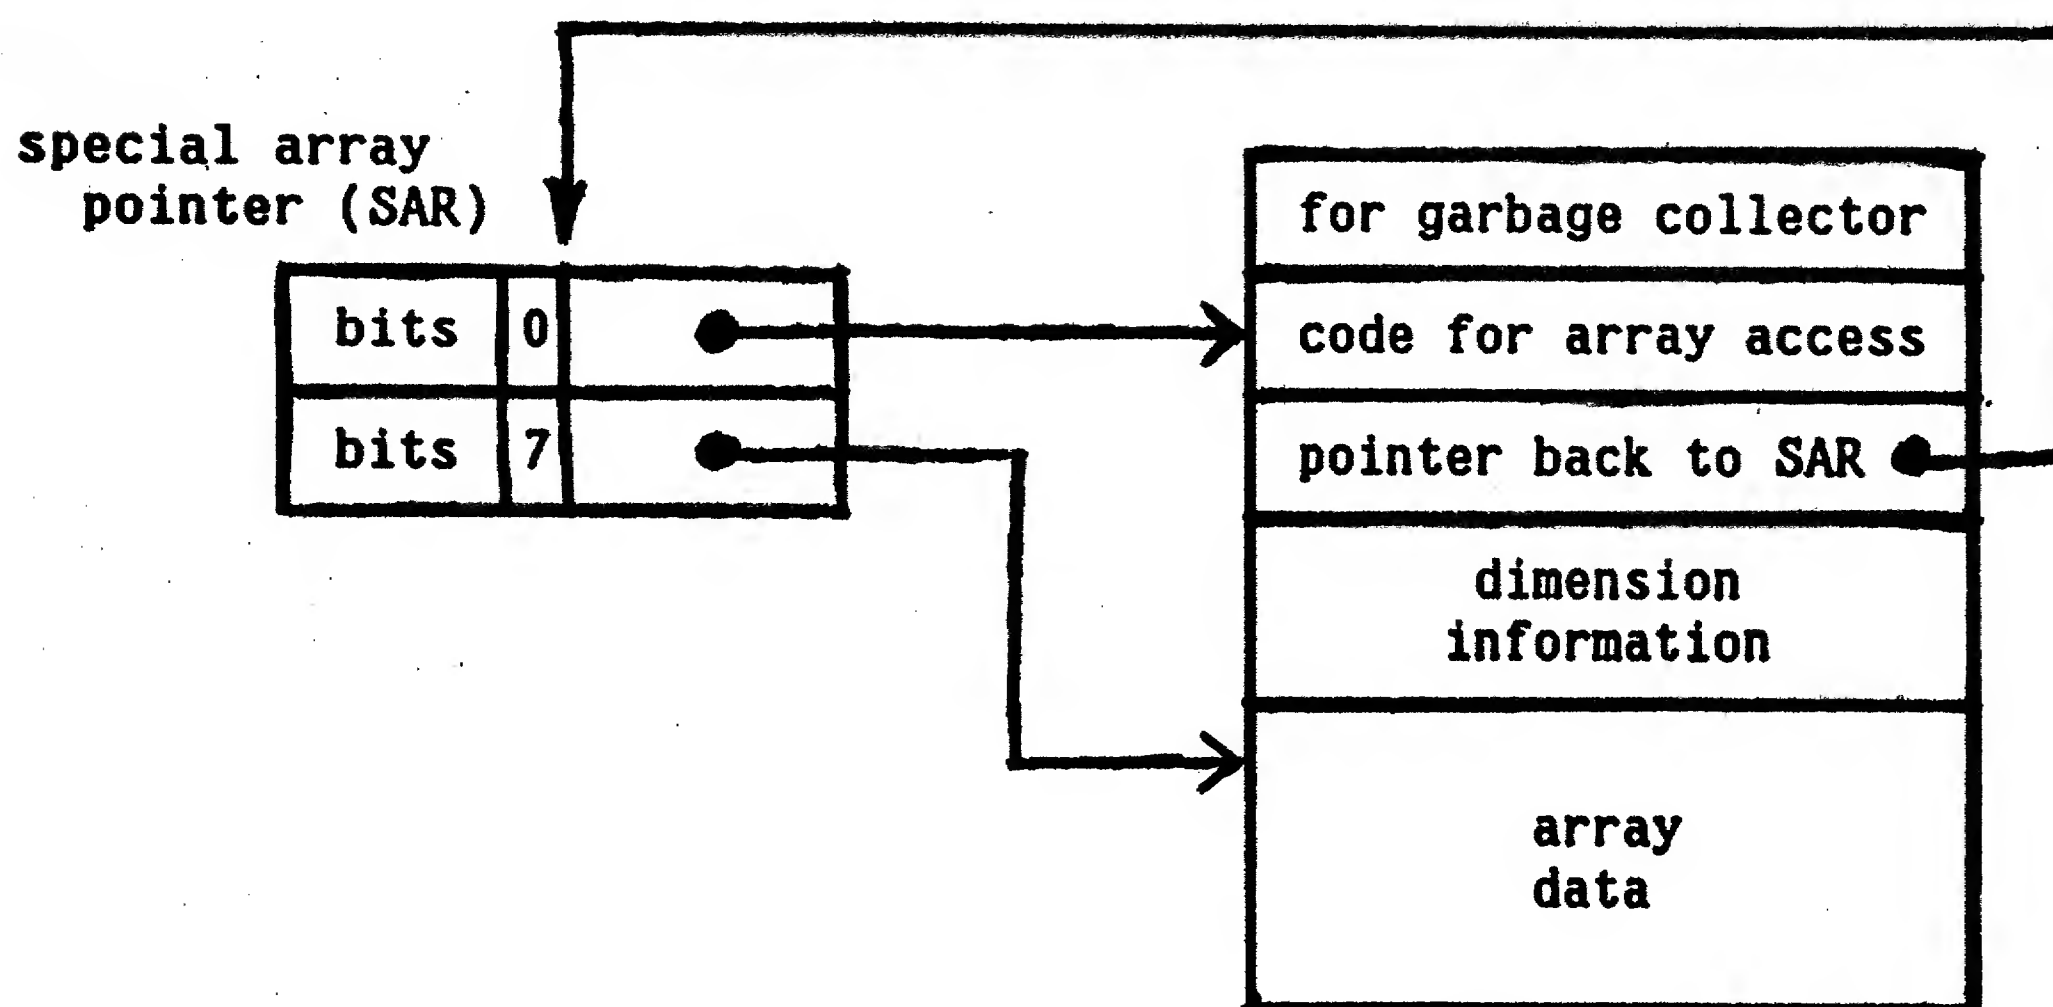 special array
pointer (SAR)
bits 0
bits 7
for garbage collector
code for array access
pointer back to SAR
dimension
information
array
data